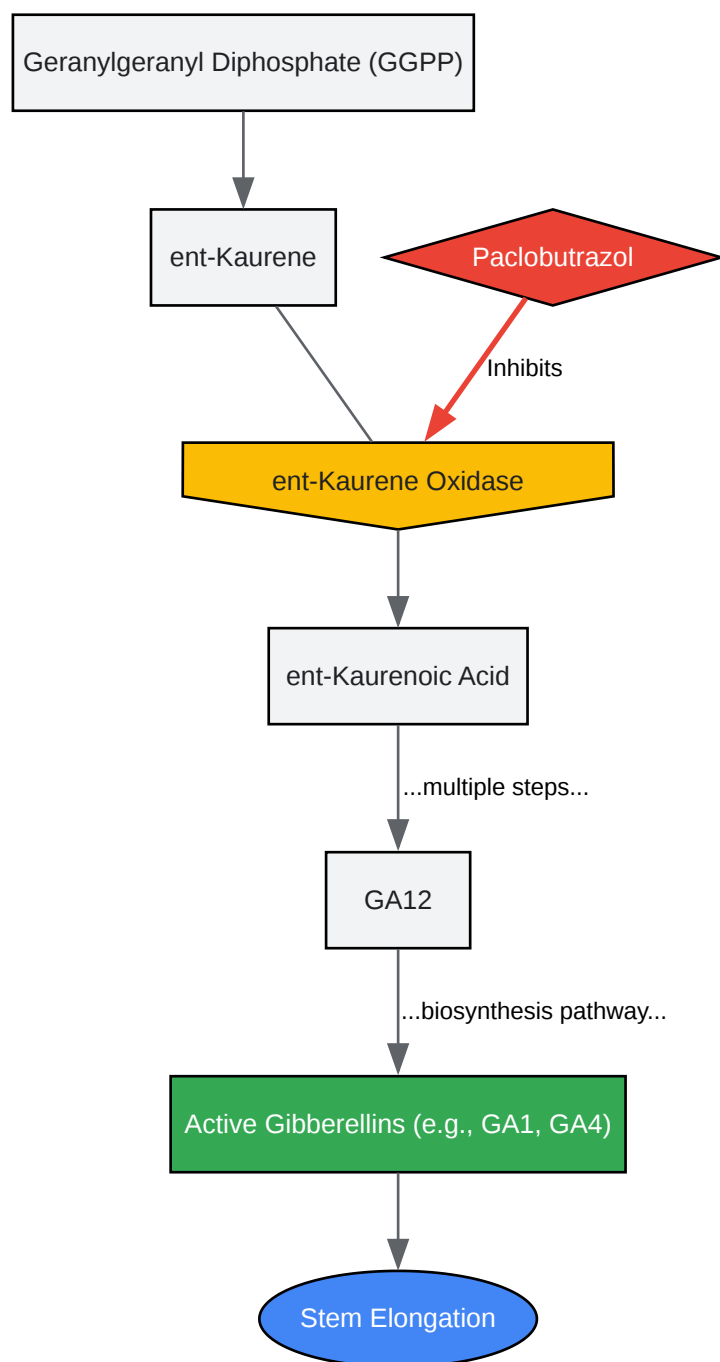 Geranylgeranyl Diphosphate (GGPP)
ent-Kaurene
Paclobutrazol
Inhibits
ent-Kaurene Oxidase
ent-Kaurenoic Acid
...multiple steps...
GA12
...biosynthesis pathway...
Active Gibberellins (e.g., GA1, GA4)
Stem Elongation